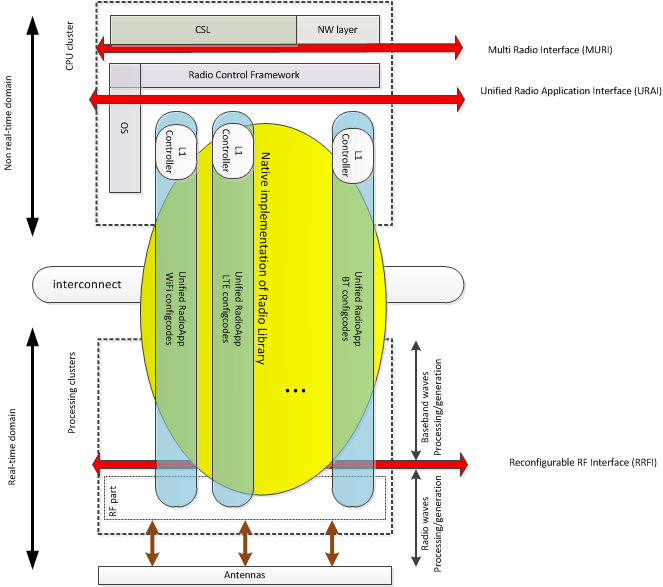 CSL
NW layer
CPU cluster
Multi Radio Interface (MURI)
Radio Control Framework
Unified Radio Application Interface (URAI)
OS
Non real-time domain
L1
Controller
L1
Controller
L1
Controller
Native implementation of Radio Library
interconnect
Unified RadioApp
WiFi configcodes
Unified RadioApp
LTE configcodes
Unified RadioApp
BT configcodes
...
Real-time domain
Processing clusters
Baseband waves
Processing/generation
Reconfigurable RF Interface (RRFI)
RF part
Radio waves
Processing/generation
Antennas